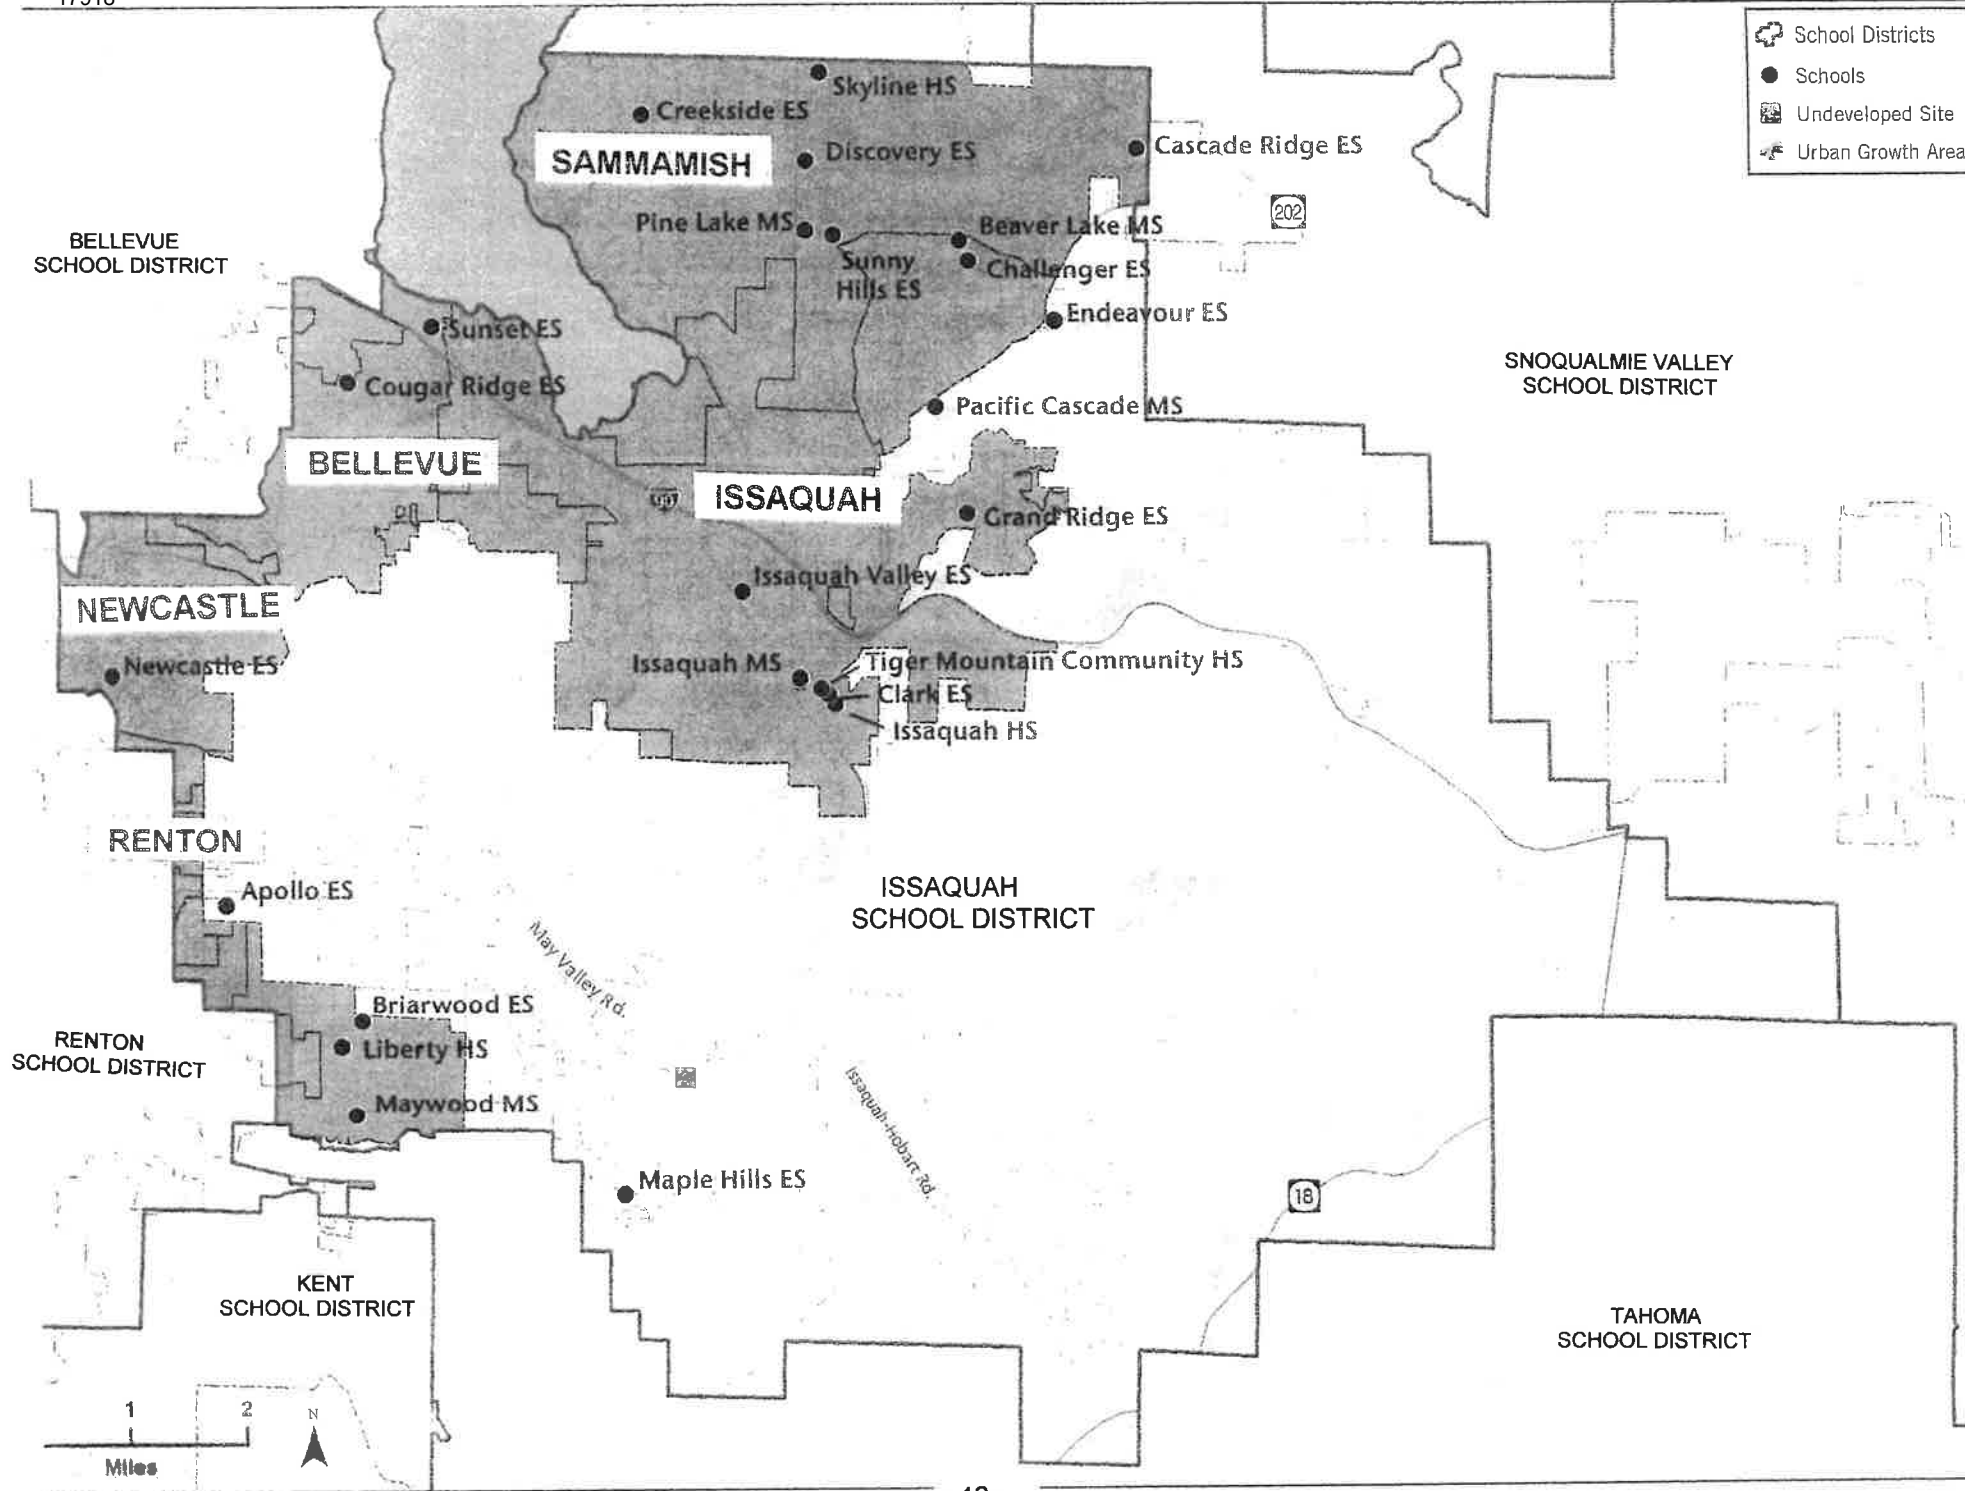 School Districts
Schools
Undeveloped Site
Urban Growth Area
Skyline HS
Creekside ES
SAMMAMISH
Discovery ES
Cascade Ridge ES
202
Pine Lake MS
Beaver Lake MS
Sunny
Hills ES
Challenger ES
BELLEVUE
SCHOOL DISTRICT
Endeavour ES
Sunset ES
SNOQUALMIE VALLEY
SCHOOL DISTRICT
Cougar Ridge ES
Pacific Cascade MS
BELLEVUE
ISSAQUAH
Grand Ridge ES
Issaquah Valley ES
NEWCASTLE
Newcastle ES
Issaquah MS
Tiger Mountain Community HS
Clark ES
Issaquah HS
RENTON
Apollo ES
ISSAQUAH
SCHOOL DISTRICT
May Valley Rd.
Briarwood ES
Liberty HS
RENTON
SCHOOL DISTRICT
Maywood MS
Issaquah-Hobart Rd.
Maple Hills ES
18
KENT
SCHOOL DISTRICT
TAHOMA
SCHOOL DISTRICT
1 2
N
Miles